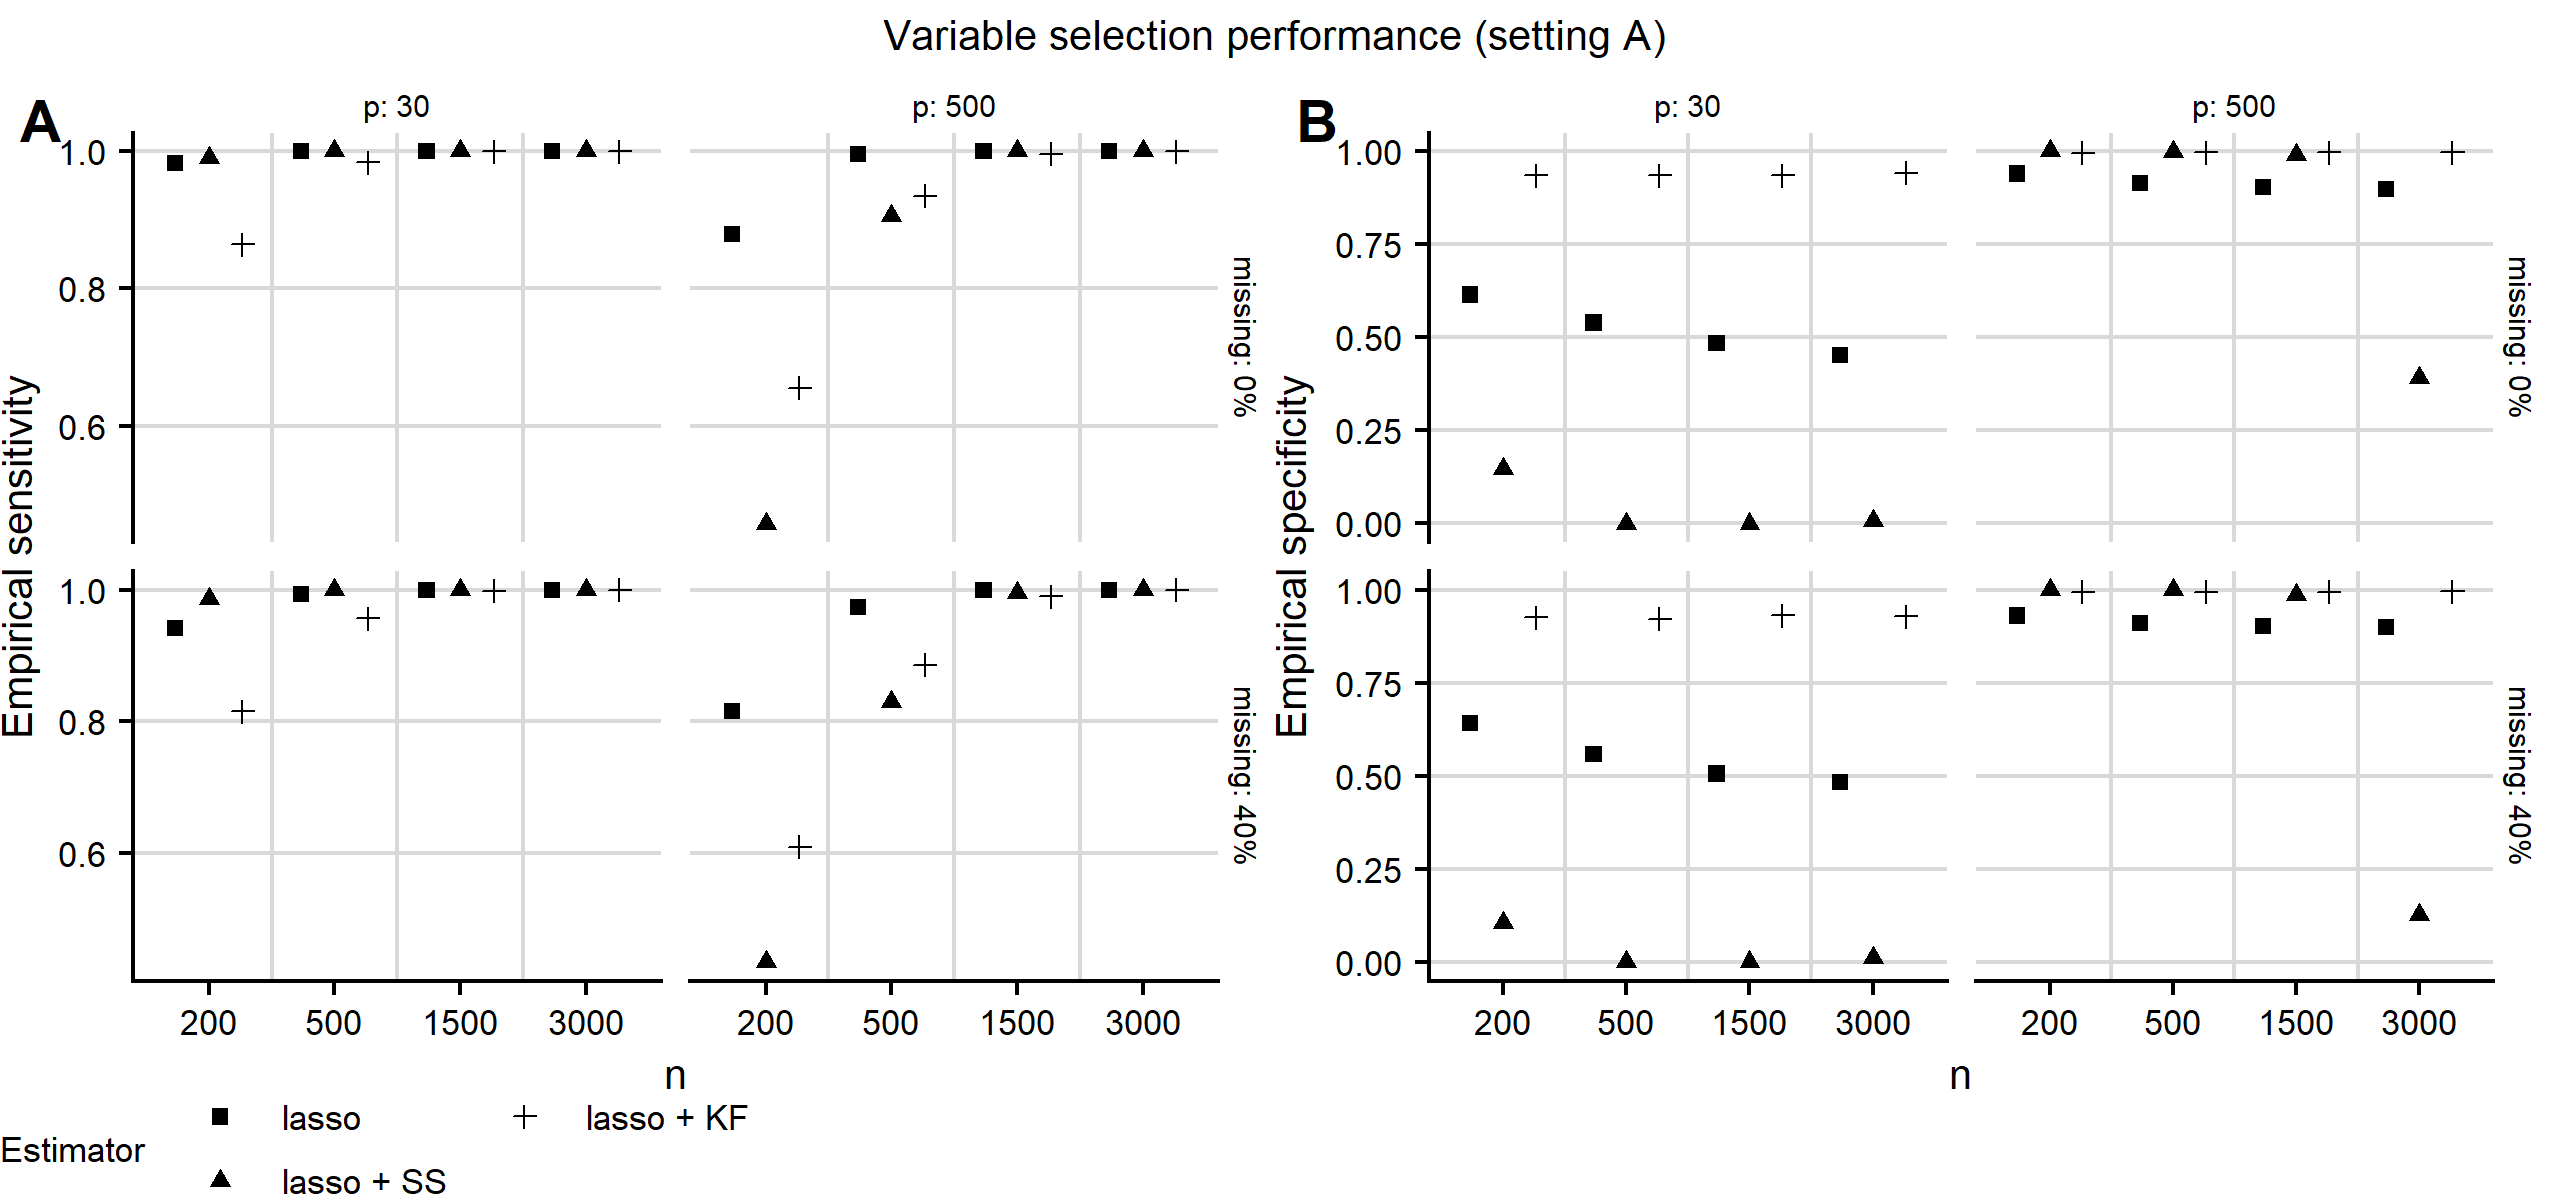 Variable selection performance (setting A)
A
p: 30
p: 500
Empirical sensitivity
1.0
0.8
0.6
missing: 0%
1.0
0.8
0.6
missing: 40%
200 500 1500 3000
200 500 1500 3000
n
B
p: 30
p: 500
Empirical specificity
1.00
0.75
0.50
0.25
0.00
missing: 0%
1.00
0.75
0.50
0.25
0.00
missing: 40%
200 500 1500 3000
200 500 1500 3000
n
Estimator
lasso
lasso + SS
lasso + KF